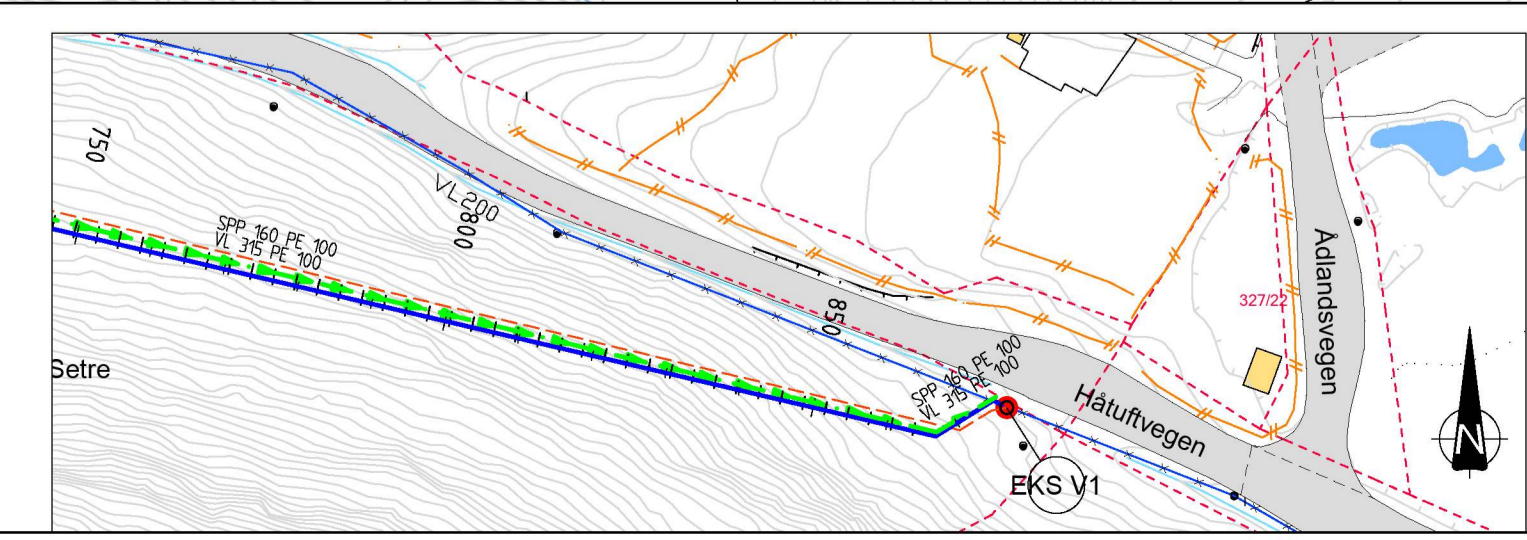 750
VL200
800
SPP 160 PE 100
VL 315 PE 100
327/22
Ådlandsvegen
850
SPP 160 PE 100
VL 315 PE 100
Setre
Håtuftvegen
N
EKS V1